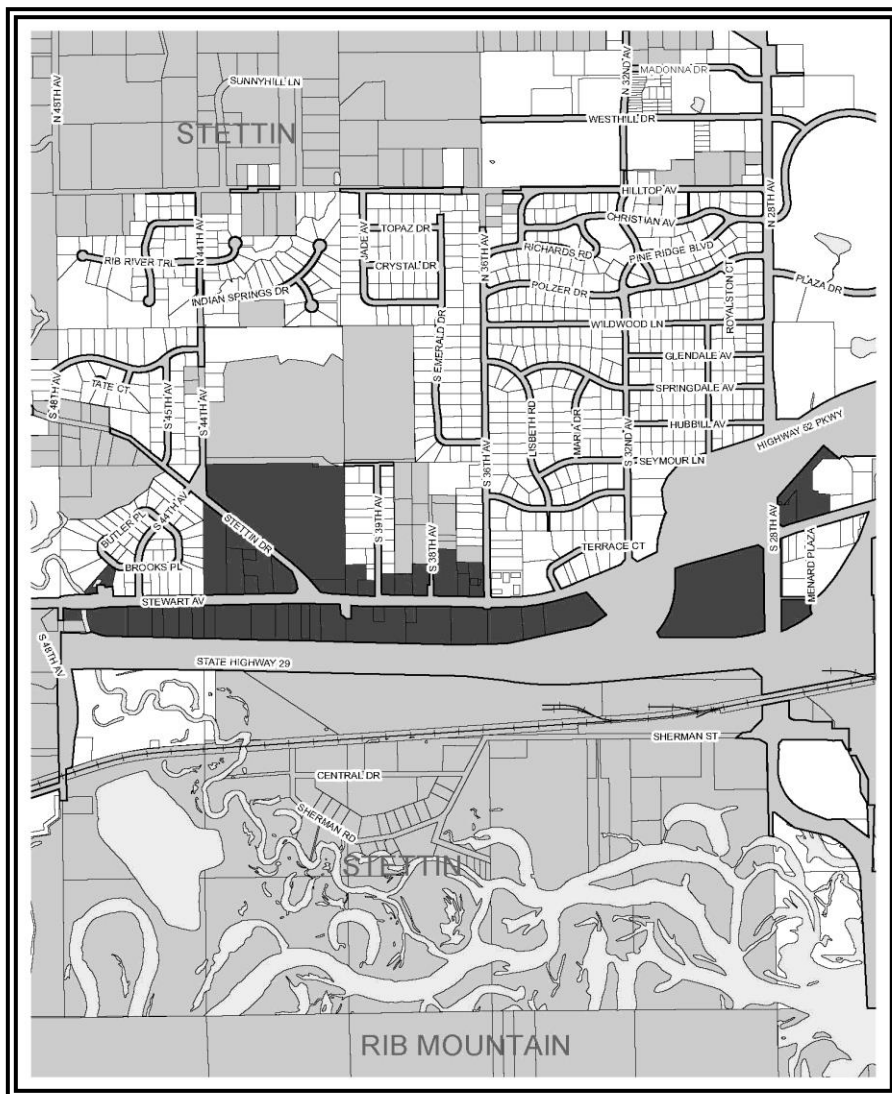 N 48TH AV
SUNNYHILL LN
N 32ND AV
MADONNA DR
WESTHILL DR
STETTIN
HILLTOP AV
N 28TH AV
CHRISTIAN AV
JADE AV
TOPAZ DR
N 44TH AV
N 36TH AV
RICHARDS RD
PINE RIDGE BLVD
RIB RIVER TRL
CRYSTAL DR
INDIAN SPRINGS DR
POLZER DR
ROYALSTON CT
PLAZA DR
WILDWOOD LN
S EMERALD DR
GLENDALE AV
S 48TH AV
TATE CT
S 45TH AV
S 44TH AV
SPRINGDALE AV
LISBETH RD
MARIA DR
HUBBILL AV
HIGHWAY 52 PKWY
S 36TH AV
S 32ND AV
SEYMOUR LN
S 44TH AV
BUTLER PL
STETTIN DR
S 39TH AV
S 38TH AV
S 28TH AV
TERRACE CT
BROOKS PL
MENARD PLAZA
STEWART AV
S 48TH AV
STATE HIGHWAY 29
SHERMAN ST
CENTRAL DR
SHERMAN RD
STETTIN
RIB MOUNTAIN